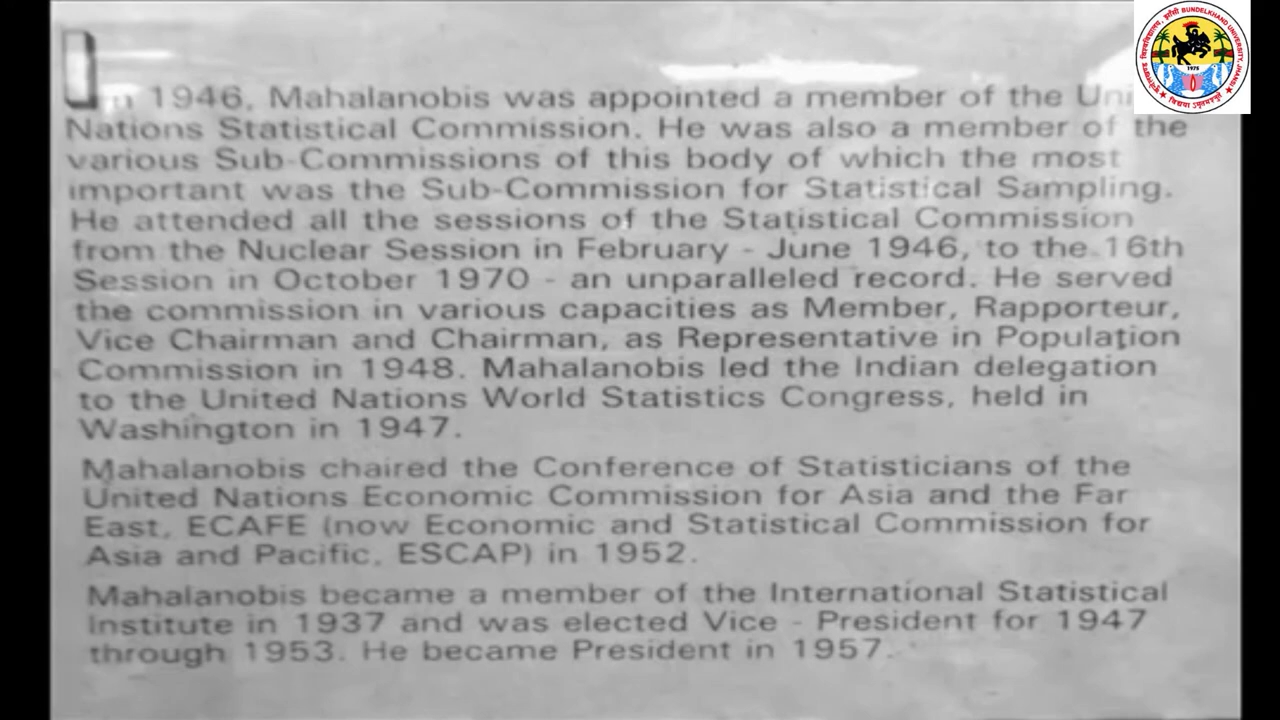 In 1946, Mahalanobis was appointed a member of the Uni
Nations Statistical Commission. He was also a member of the
various Sub-Commissions of this body of which the most
important was the Sub-Commission for Statistical Sampling.
He attended all the sessions of the Statistical Commission
from the Nuclear Session in February - June 1946, to the 16th
Session in October 1970 - an unparalleled record. He served
the commission in various capacities as Member, Rapporteur,
Vice Chairman and Chairman, as Representative in Population
Commission in 1948. Mahalanobis led the Indian delegation
to the United Nations World Statistics Congress, held in
Washington in 1947.
Mahalanobis chaired the Conference of Statisticians of the
United Nations Economic Commission for Asia and the Far
East, ECAFE (now Economic and Statistical Commission for
Asia and Pacific, ESCAP) in 1952.
Mahalanobis became a member of the International Statistical
Institute in 1937 and was elected Vice - President for 1947
through 1953. He became President in 1957.
BUNDELKHAND UNIVERSITY, JHANSI
1975